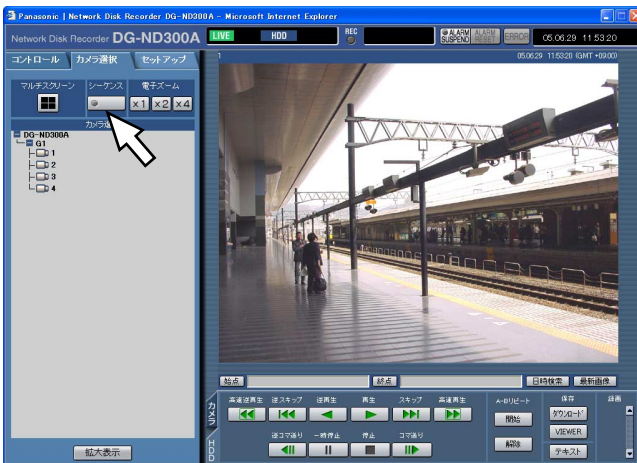 Panasonic | Network Disk Recorder DG-ND300A - Microsoft Internet Explorer
Network Disk Recorder DG-ND300A LIVE HDD REC ALARM SUSPEND ALARM RESET ERROR 05.06.29 11:53:20
コントロール カメラ選択 セットアップ
1 05.06.29 11:53:20 (GMT +09:00)
マルチスクリーン シーケンス 電子ズーム
×1 ×2 ×4
カメラ選
DG-ND300A
G1
1
2
3
4
始点 終点 日時検索 最新画像
カメラ
HDD
高速逆再生 逆スキップ 逆再生 再生 スキップ 高速再生 A-Bリピート 保存 録画
開始 ダウンロード
逆コマ送り 一時停止 停止 コマ送り VIEWER
解除 テキスト
拡大表示